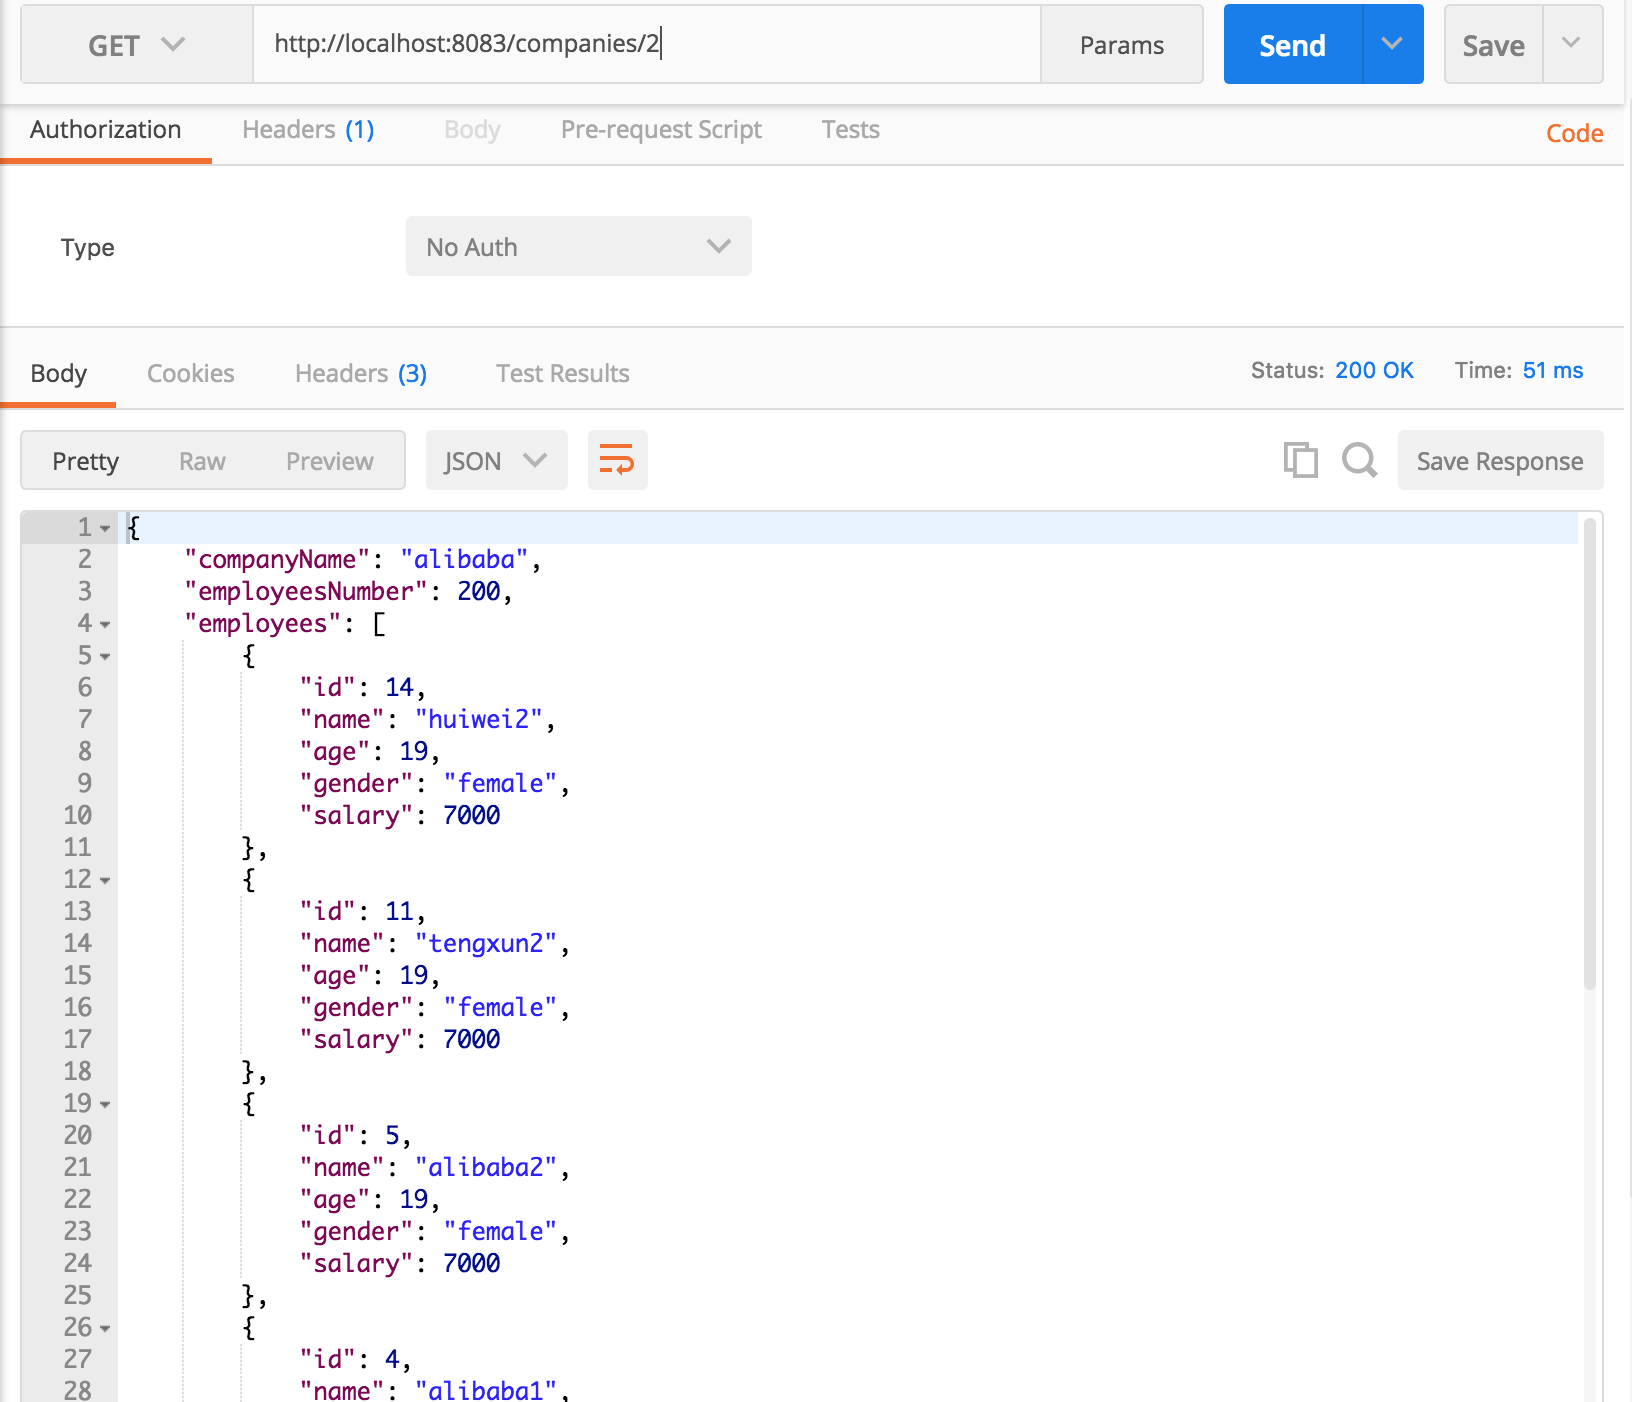 GET http://localhost:8083/companies/2 Params Send Save
Authorization Headers (1) Body Pre-request Script Tests Code
Type No Auth
Body Cookies Headers (3) Test Results Status: 200 OK Time: 51 ms
Pretty Raw Preview JSON Save Response
1 {
2 "companyName": "alibaba",
3 "employeesNumber": 200,
4 "employees": [
5 {
6 "id": 14,
7 "name": "huiwei2",
8 "age": 19,
9 "gender": "female",
10 "salary": 7000
11 },
12 {
13 "id": 11,
14 "name": "tengxun2",
15 "age": 19,
16 "gender": "female",
17 "salary": 7000
18 },
19 {
20 "id": 5,
21 "name": "alibaba2",
22 "age": 19,
23 "gender": "female",
24 "salary": 7000
25 },
26 {
27 "id": 4,
28 "name": "alibaba1",